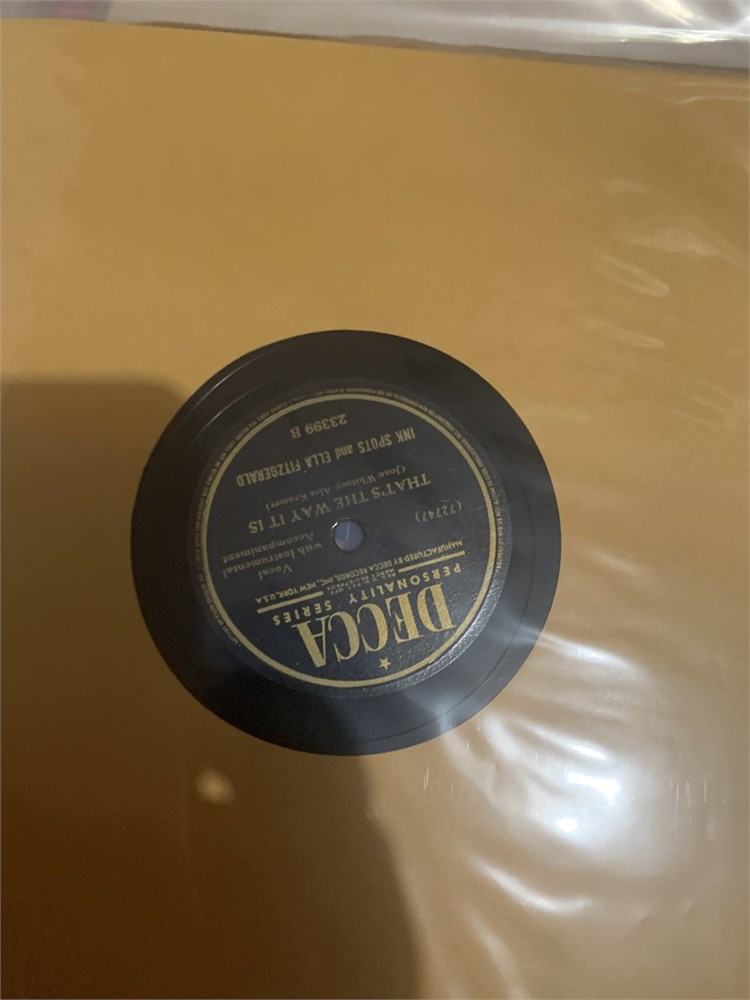 DECCA
PERSONALITY SERIES
MANUFACTURED BY DECCA RECORDS, INC., NEW YORK, U.S.A.
Vocal
with Instrumental
Accompaniment
(72747)
THAT'S THE WAY IT IS
(Joan Whitney-Alex Kramer)
INK SPOTS and ELLA FITZGERALD
23399 B